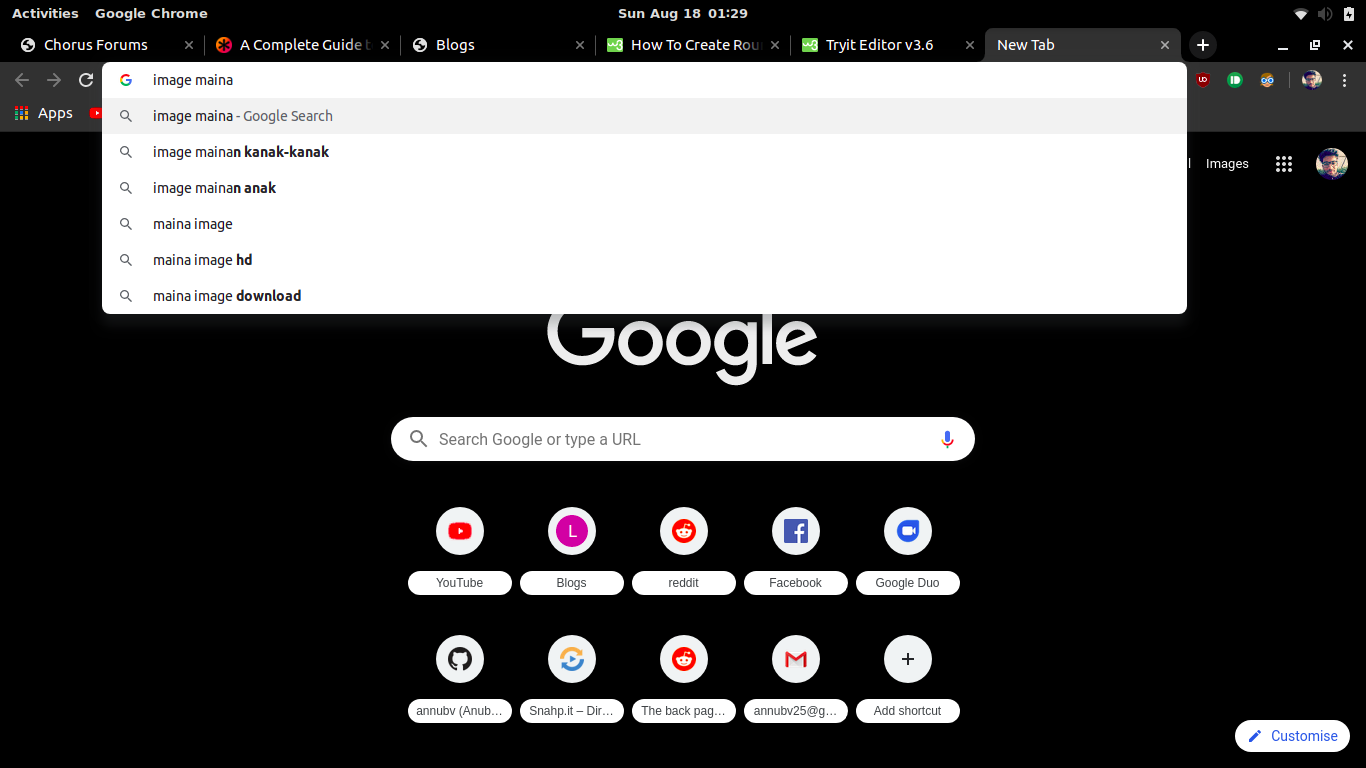 Activities Google Chrome Sun Aug 18 01:29
Chorus Forums A Complete Guide t Blogs How To Create Rou Tryit Editor v3.6 New Tab
image maina
Apps
image maina - Google Search
image mainan kanak-kanak
image mainan anak
Images
maina image
maina image hd
maina image download
Google
Search Google or type a URL
L
YouTube Blogs reddit Facebook Google Duo
annubv (Anub... Snahp.it – Dir... The back pag... annubv25@g... Add shortcut
Customise